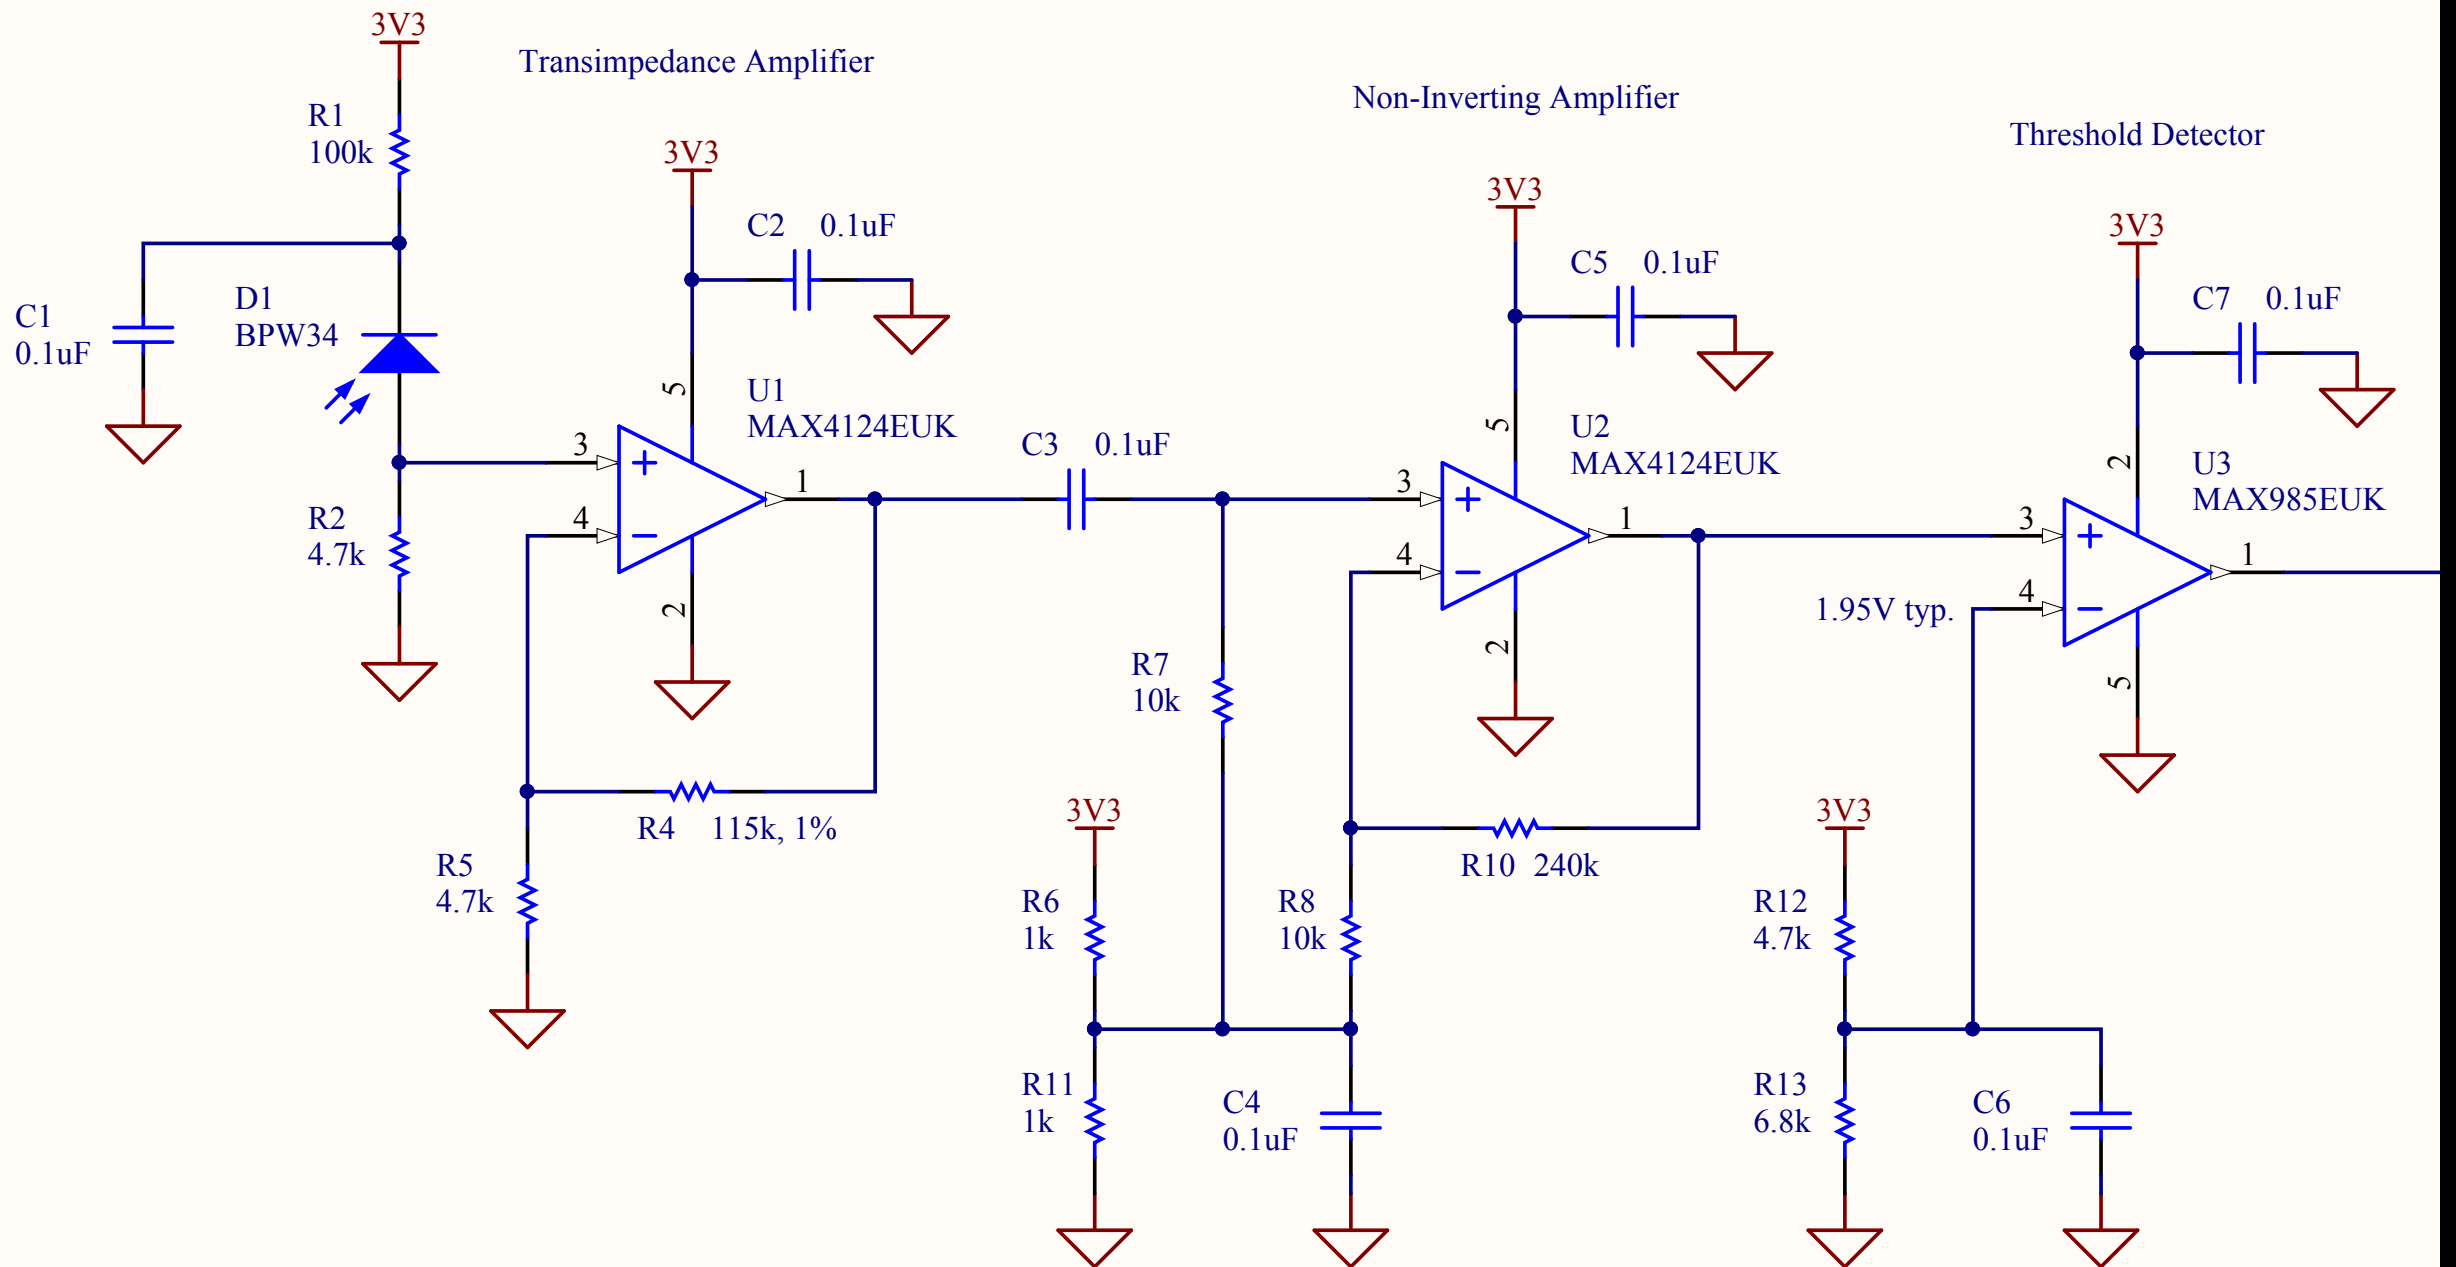 3V3
Transimpedance Amplifier
R1
100k
C1
0.1uF
D1
BPW34
R2
4.7k
3V3
C2 0.1uF
U1
MAX4124EUK
5
3
4
1
2
R4 115k, 1%
R5
4.7k
C3 0.1uF
Non-Inverting Amplifier
3V3
C5 0.1uF
U2
MAX4124EUK
5
3
4
1
2
R7
10k
3V3
R6
1k
R11
1k
R8
10k
R10 240k
C4
0.1uF
Threshold Detector
3V3
C7 0.1uF
U3
MAX985EUK
2
3
4
1
5
1.95V typ.
3V3
R12
4.7k
R13
6.8k
C6
0.1uF